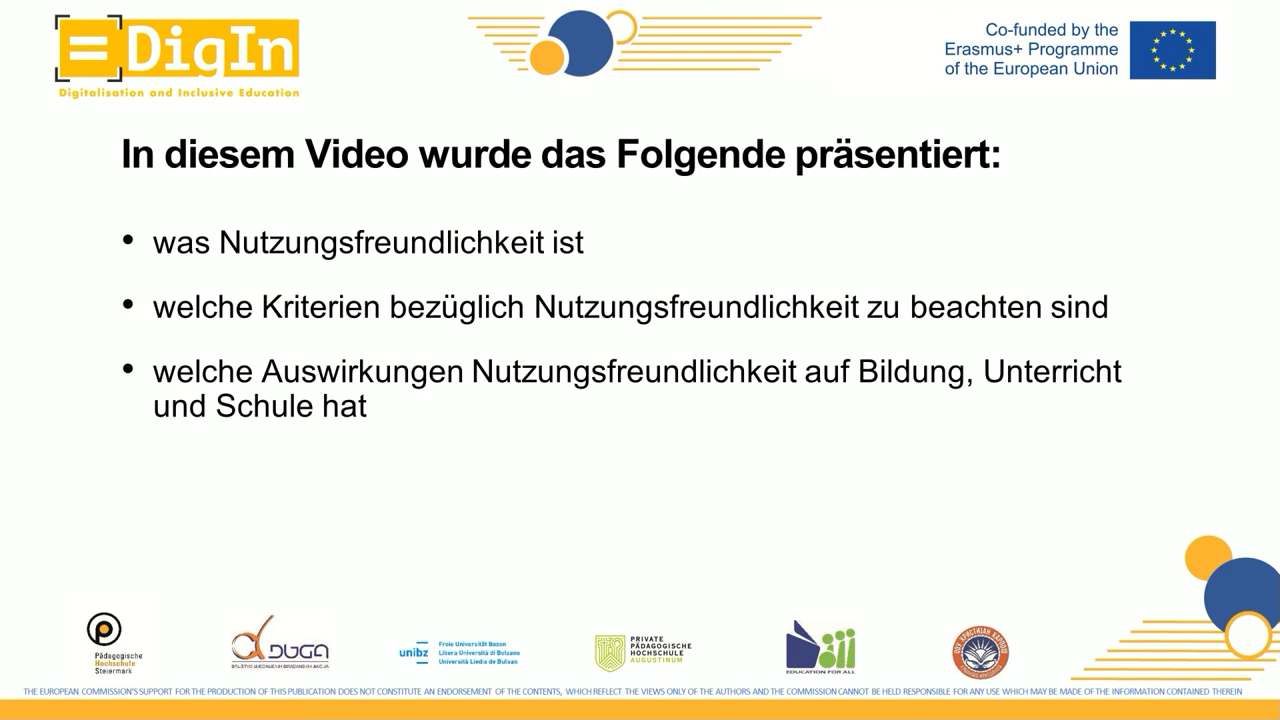 =DigIn
Digitalisation and Inclusive Education
Co-funded by the
Erasmus+ Programme
of the European Union
In diesem Video wurde das Folgende präsentiert:
• was Nutzungsfreundlichkeit ist
• welche Kriterien bezüglich Nutzungsfreundlichkeit zu beachten sind
• welche Auswirkungen Nutzungsfreundlichkeit auf Bildung, Unterricht
und Schule hat
Pädagogische
Hochschule
Steiermark
DUGA
unibz
Freie Universität Bozen
Libera Università di Bolzano
Università Liedia de Bulsan
PRIVATE
PÄDAGOGISCHE
HOCHSCHULE
AUGUSTINUM
EDUCATION FOR ALL
THE EUROPEAN COMMISSION'S SUPPORT FOR THE PRODUCTION OF THIS PUBLICATION DOES NOT CONSTITUTE AN ENDORSEMENT OF THE CONTENTS, WHICH REFLECT THE VIEWS ONLY OF THE AUTHORS AND THE COMMISSION CANNOT BE HELD RESPONSIBLE FOR ANY USE WHICH MAY BE MADE OF THE INFORMATION CONTAINED THEREIN